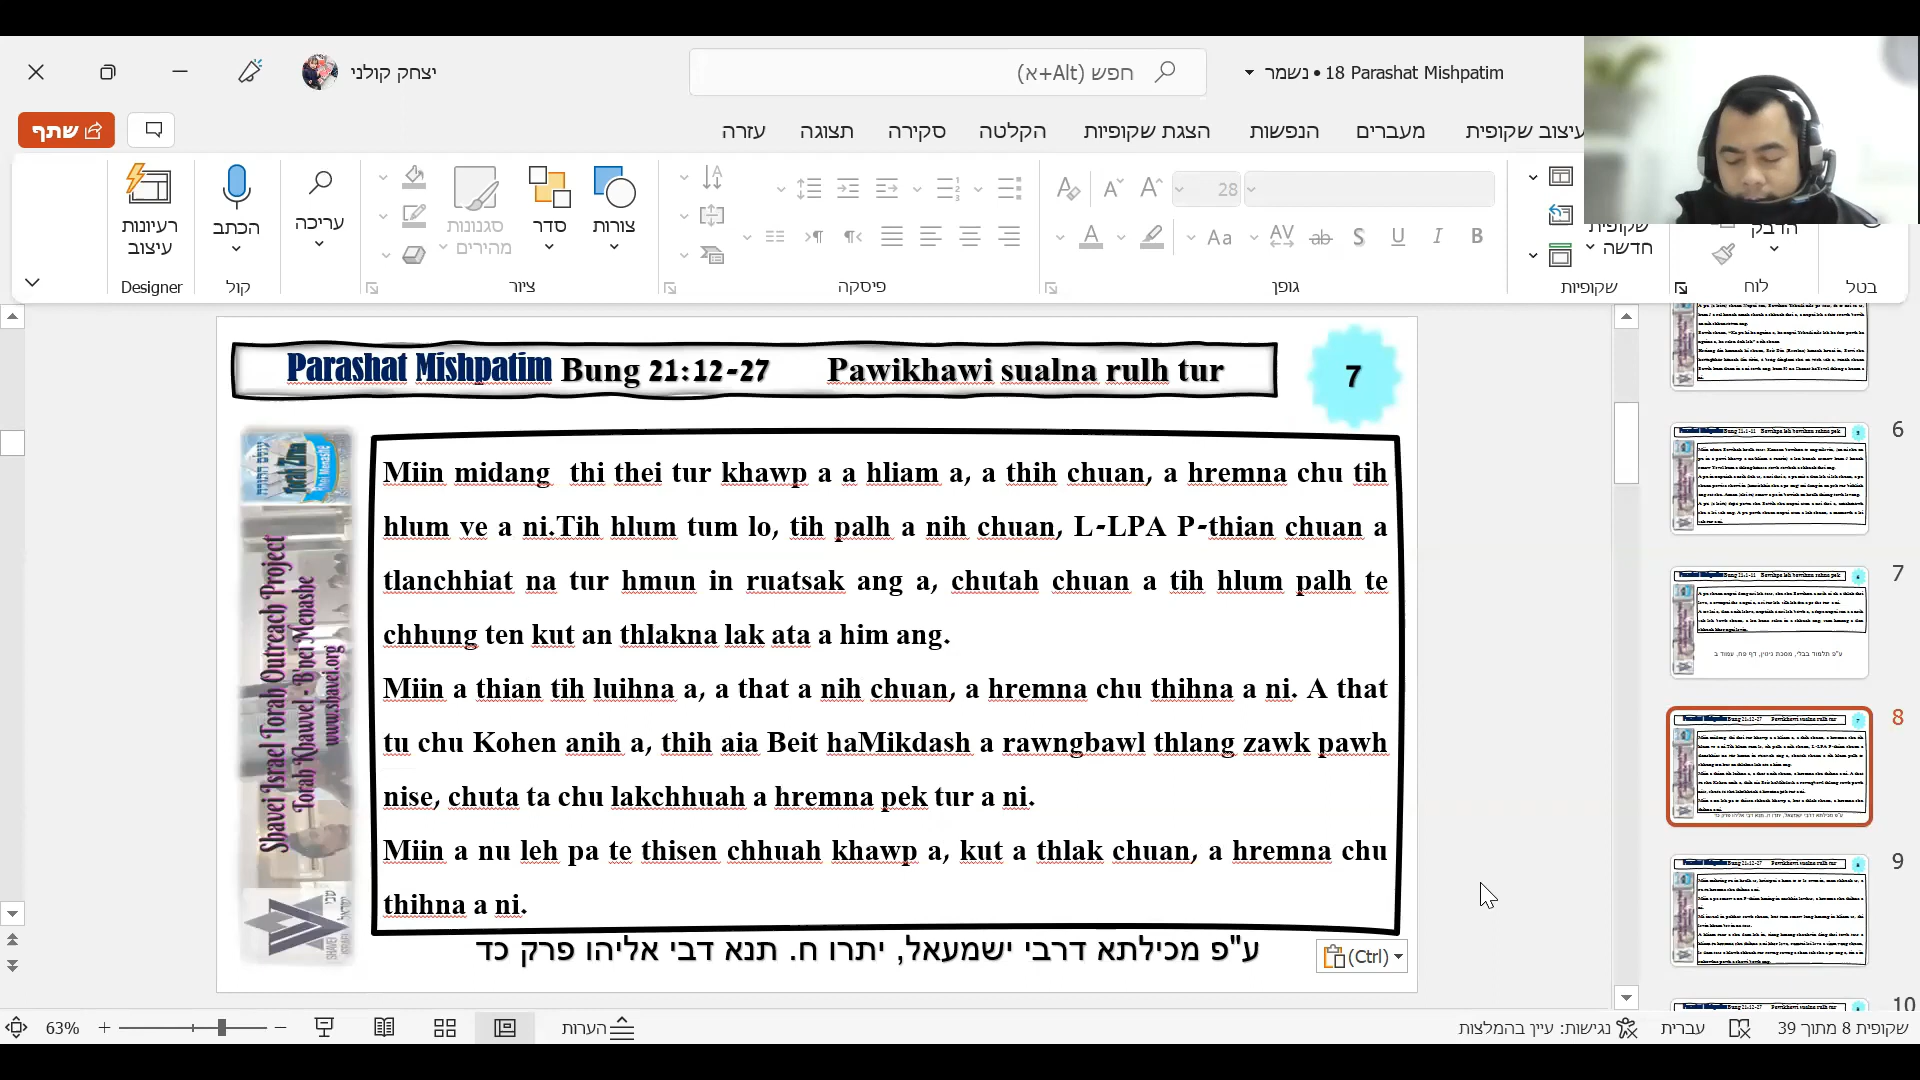 יצחק קולני
חפש (Alt+א)
18 Parashat Mishpatim • נשמר
שתף
עיצוב שקופית
מעברים
הנפשות
הצגת שקופיות
הקלטה
סקירה
תצוגה
עזרה
רעיונות עיצוב
הכתב
עריכה
סגנונות מהירים
סדר
צורות
28
שקופית חדשה
הדבק
Designer
קול
ציור
פיסקה
גופן
שקופיות
לוח
בטל
Parashat Mishpatim Bung 21:12-27 Pawikhawi sualna rulh tur
7
Miin midang thi thei tur khawp a a hliam a, a thih chuan, a hremna chu tih
hlum ve a ni.Tih hlum tum lo, tih palh a nih chuan, L-LPA P-thian chuan a
tlanchhiat na tur hmun in ruatsak ang a, chutah chuan a tih hlum palh te
chhung ten kut an thlakna lak ata a him ang.
Miin a thian tih luihna a, a that a nih chuan, a hremna chu thihna a ni. A that
tu chu Kohen anih a, thih aia Beit haMikdash a rawngbawl thlang zawk pawh
nise, chuta ta chu lakchhuah a hremna pek tur a ni.
Miin a nu leh pa te thisen chhuah khawp a, kut a thlak chuan, a hremna chu
thihna a ni.
ע"פ מכילתא דרבי ישמעאל, יתרו ח. תנא דבי אליהו פרק כד
(Ctrl)
Shavei Israel Torah Outreach Project
Torah Khawvel - B'nei Menashe
www.shavei.org
6
7
8
9
10
ע"פ תלמוד בבלי, מסכת גיטין, דף פח, עמוד ב
63%
הערות
נגישות: עיין בהמלצות
עברית
שקופית 8 מתוך 39